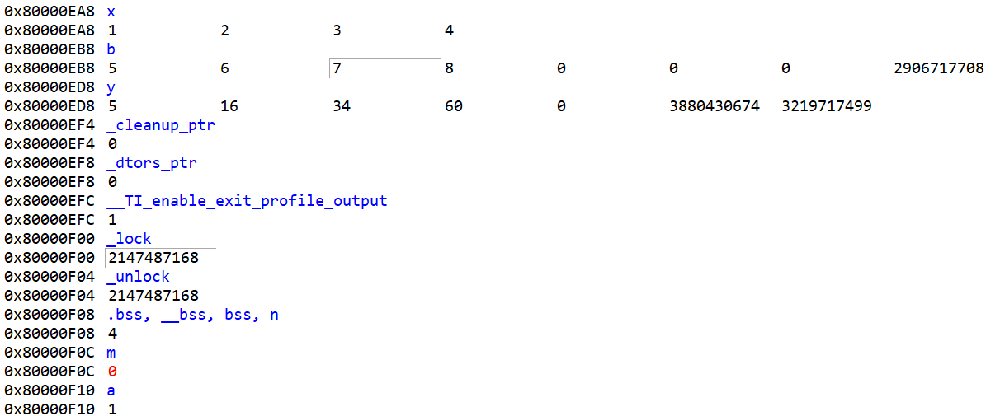 0x80000EA8 x
0x80000EA8 1 2 3 4
0x80000EB8 b
0x80000EB8 5 6 7 8 0 0 0 2906717708
0x80000ED8 y
0x80000ED8 5 16 34 60 0 3880430674 3219717499
0x80000EF4 _cleanup_ptr
0x80000EF4 0
0x80000EF8 _dtors_ptr
0x80000EF8 0
0x80000EFC __TI_enable_exit_profile_output
0x80000EFC 1
0x80000F00 _lock
0x80000F00 2147487168
0x80000F04 _unlock
0x80000F04 2147487168
0x80000F08 .bss, __bss, bss, n
0x80000F08 4
0x80000F0C m
0x80000F0C 0
0x80000F10 a
0x80000F10 1